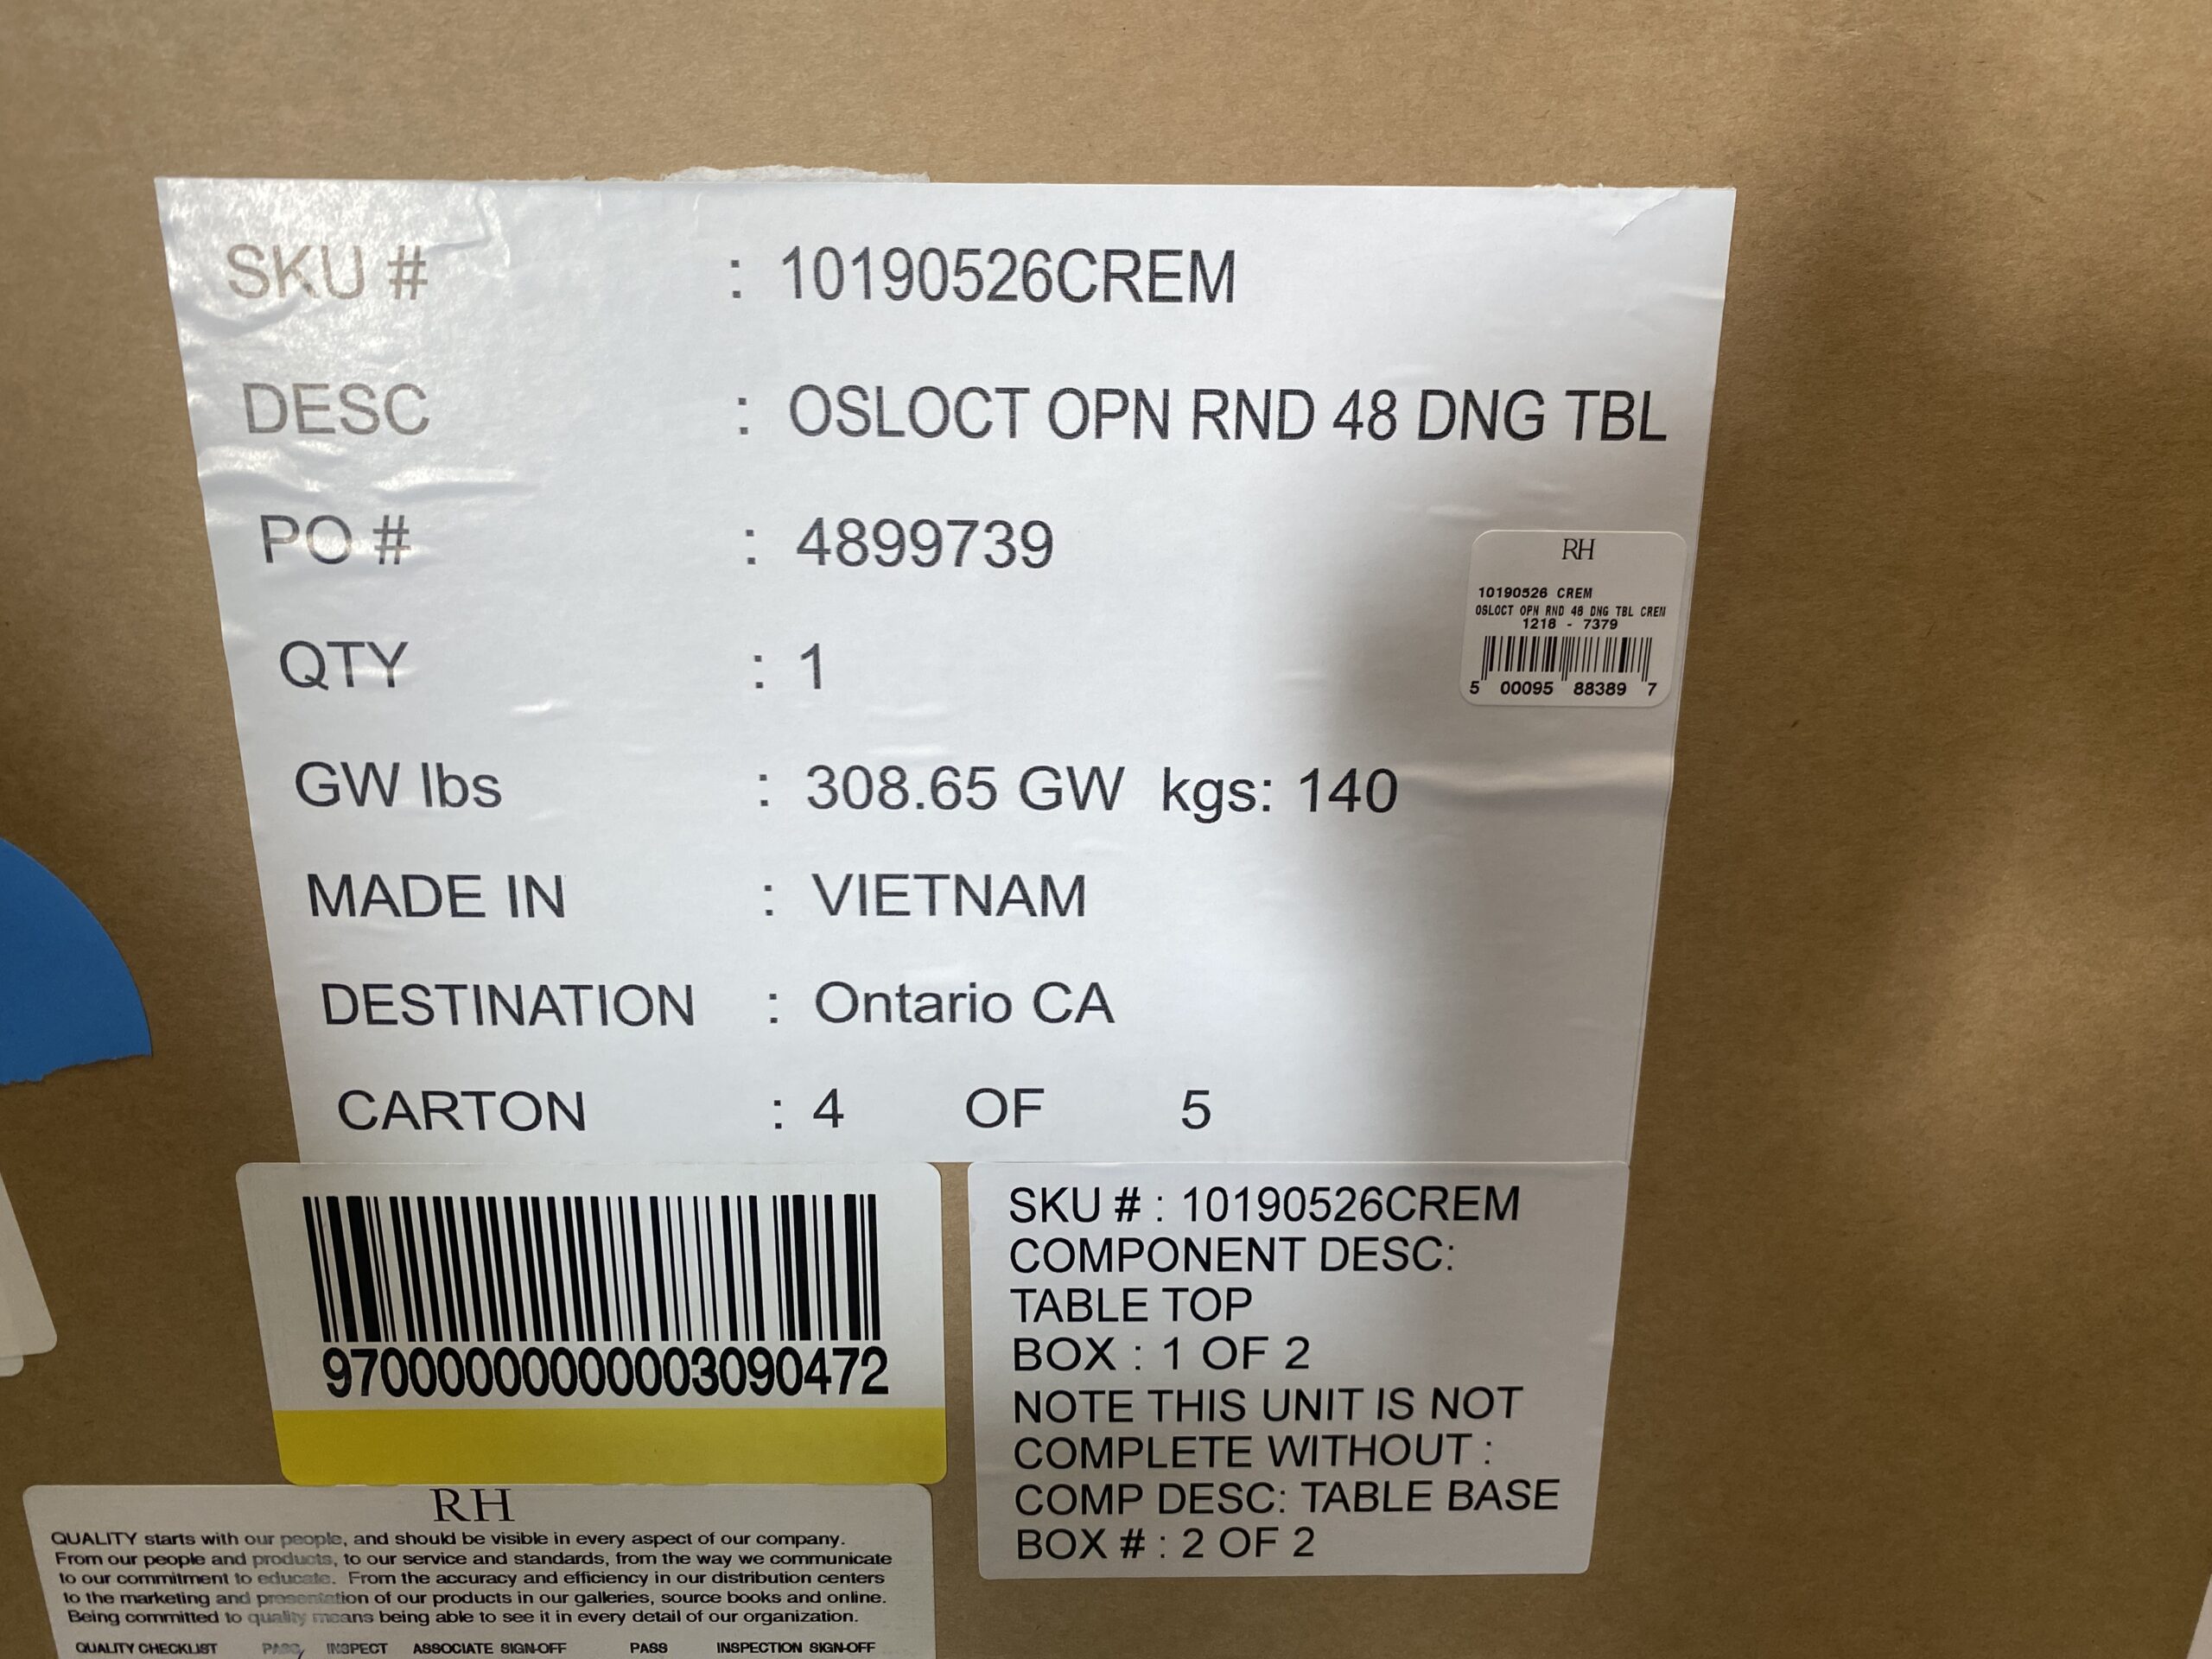 SKU # : 10190526CREM
DESC : OSLOCT OPN RND 48 DNG TBL
PO # : 4899739
QTY : 1
GW lbs : 308.65 GW kgs: 140
MADE IN : VIETNAM
DESTINATION : Ontario CA
CARTON : 4 OF 5
RH
10190526 CREM
OSLOCT OPN RND 48 DNG TBL CREM
1218 - 7379
5 00095 88389 7
97000000000003090472
SKU # : 10190526CREM
COMPONENT DESC:
TABLE TOP
BOX : 1 OF 2
NOTE THIS UNIT IS NOT
COMPLETE WITHOUT :
COMP DESC: TABLE BASE
BOX # : 2 OF 2
RH
QUALITY starts with our people, and should be visible in every aspect of our company.
From our people and products, to our service and standards, from the way we communicate
to our commitment to educate. From the accuracy and efficiency in our distribution centers
to the marketing and presentation of our products in our galleries, source books and online.
Being committed to quality means being able to see it in every detail of our organization.
QUALITY CHECKLIST PASS INSPECT ASSOCIATE SIGN-OFF PASS INSPECTION SIGN-OFF